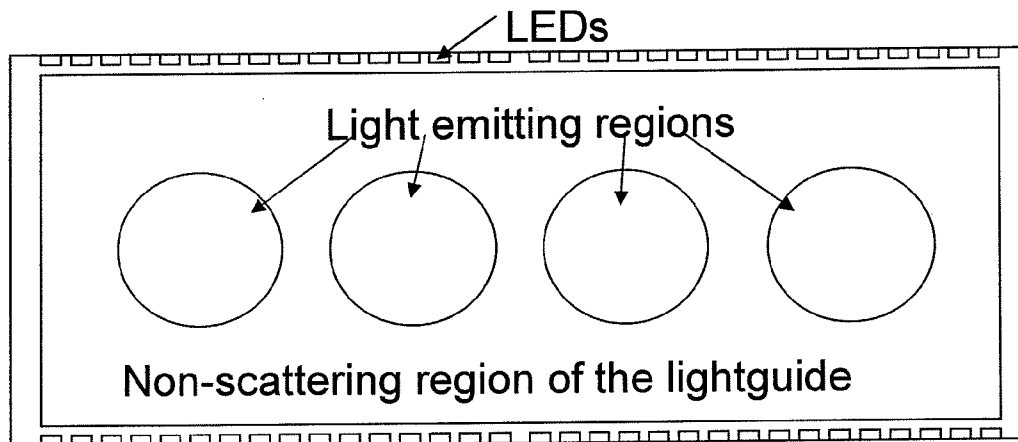 LEDs
Light emitting regions
Non-scattering region of the lightguide